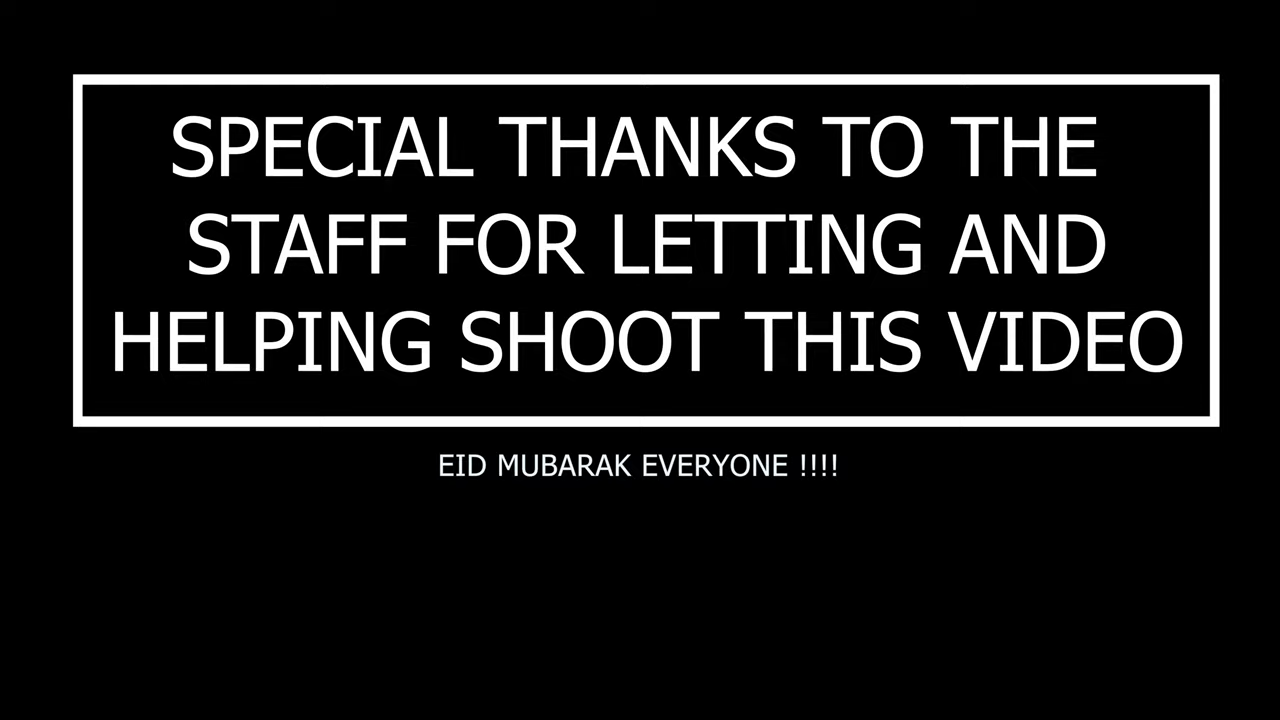 SPECIAL THANKS TO THE
STAFF FOR LETTING AND
HELPING SHOOT THIS VIDEO
EID MUBARAK EVERYONE !!!!